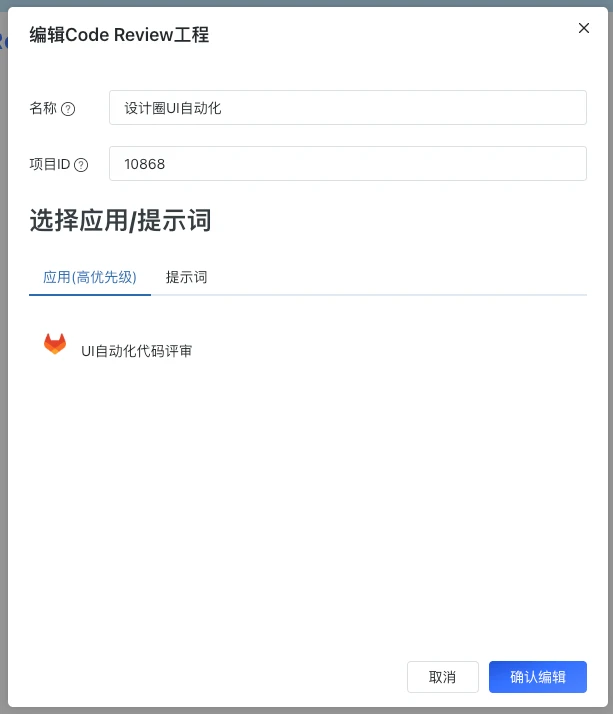 编辑Code Review工程
名称 ?
设计圈UI自动化
项目ID ?
10868
选择应用/提示词
应用(高优先级) 提示词
UI自动化代码评审
取消 确认编辑